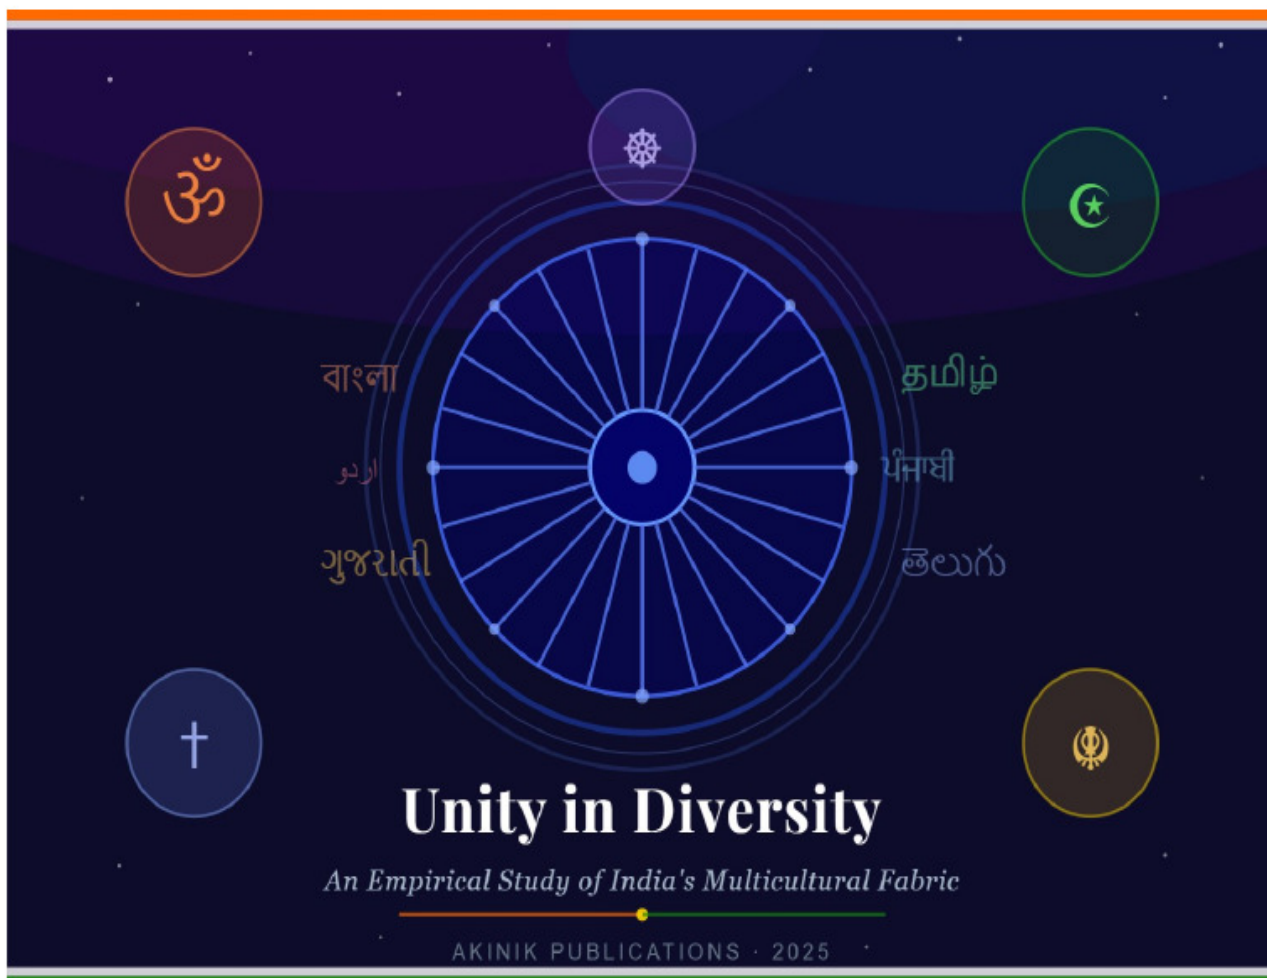 বাংলা
தமிழ்
اردو
ਪੰਜਾਬੀ
ગુજરાતી
తెలుగు
Unity in Diversity
An Empirical Study of India's Multicultural Fabric
AKINIK PUBLICATIONS · 2025